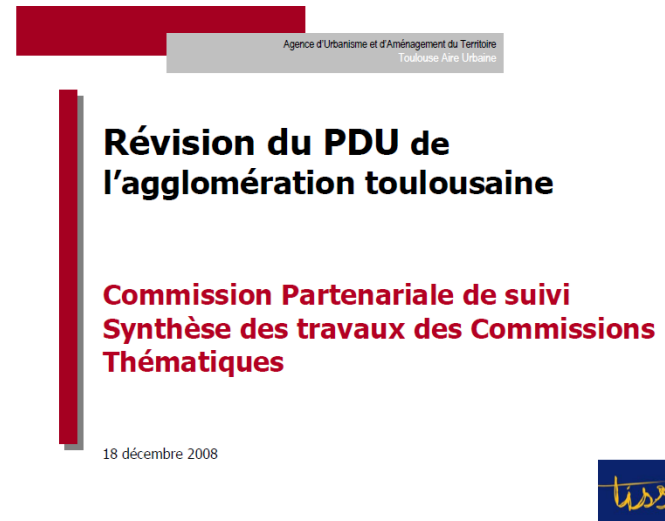 Agence d'Urbanisme et d'Aménagement du Territoire
Toulouse Aire Urbaine
Révision du PDU de
l'agglomération toulousaine
Commission Partenariale de suivi
Synthèse des travaux des Commissions
Thématiques
18 décembre 2008